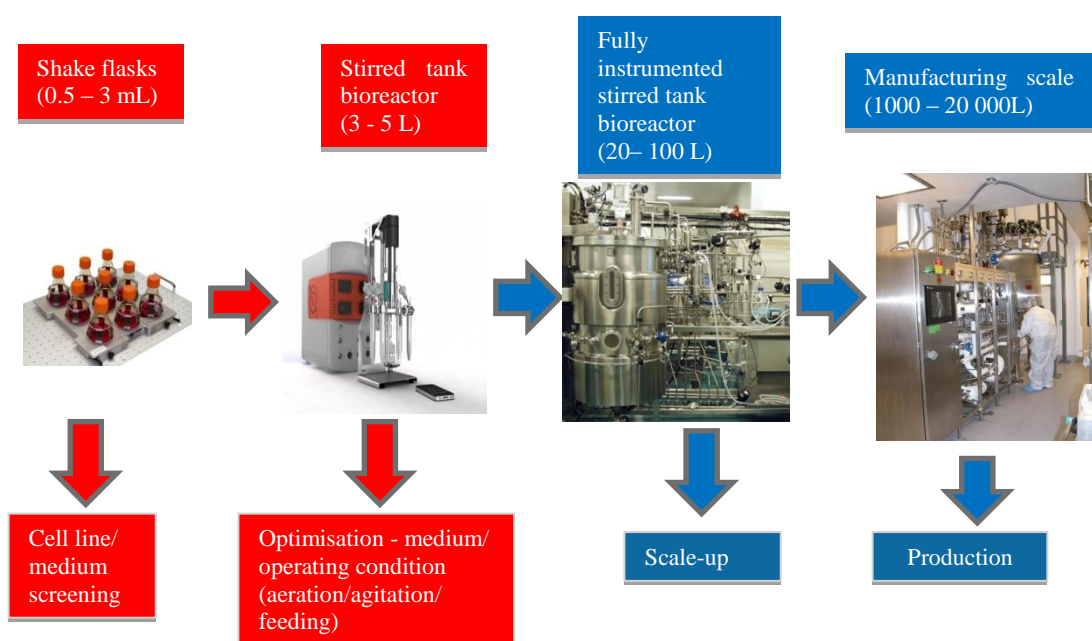 Shake flasks
(0.5 – 3 mL)
Stirred tank
bioreactor
(3 - 5 L)
Fully
instrumented
stirred tank
bioreactor
(20– 100 L)
Manufacturing scale
(1000 – 20 000L)
Cell line/
medium
screening
Optimisation - medium/
operating condition
(aeration/agitation/
feeding)
Scale-up
Production